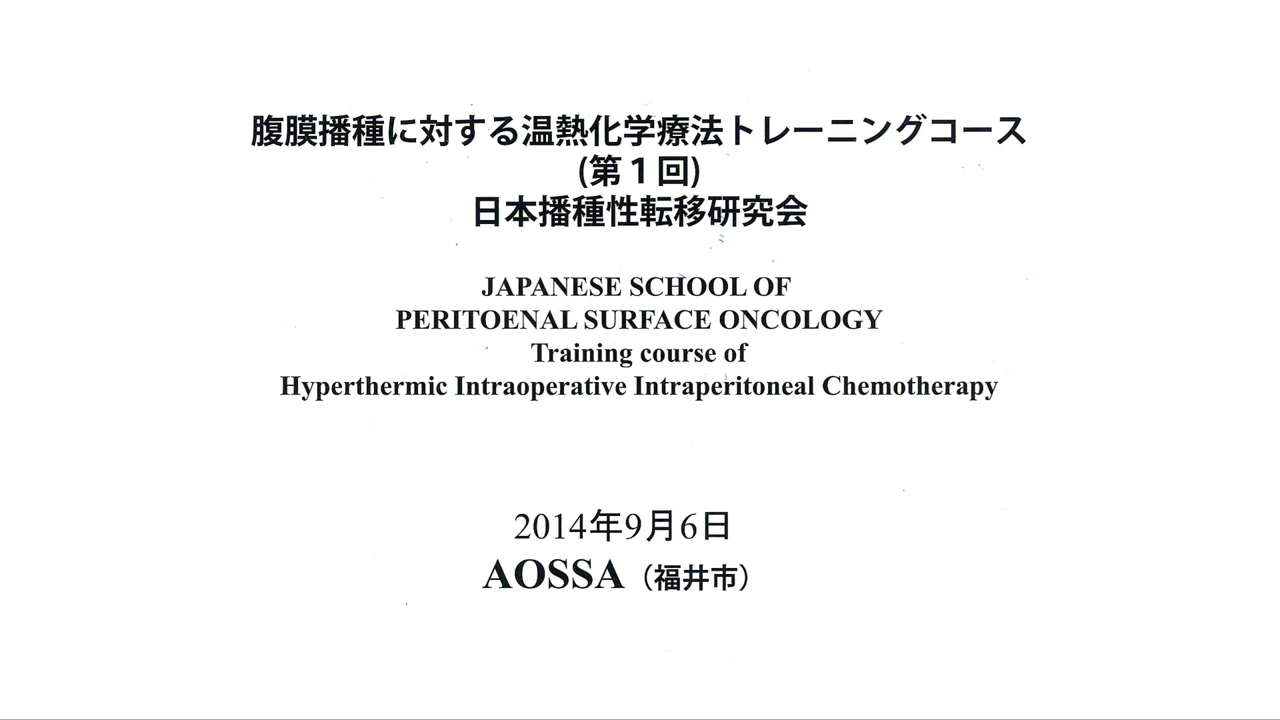 腹膜播種に対する温熱化学療法トレーニングコース
(第１回)
日本播種性転移研究会
JAPANESE SCHOOL OF
PERITOENAL SURFACE ONCOLOGY
Training course of
Hyperthermic Intraoperative Intraperitoneal Chemotherapy
2014年9月6日
AOSSA（福井市）